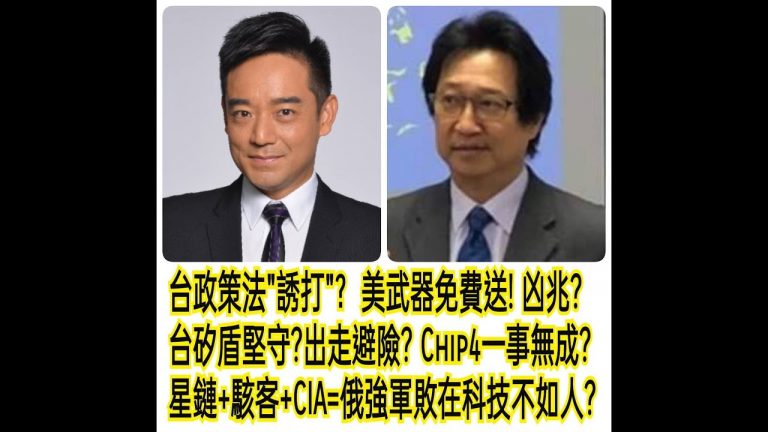 台政策法"誘打"? 美武器免費送! 凶兆?
台矽盾堅守?出走避險? CHIP4一事無成?
星鏈+駭客+CIA=俄強軍敗在科技不如人?